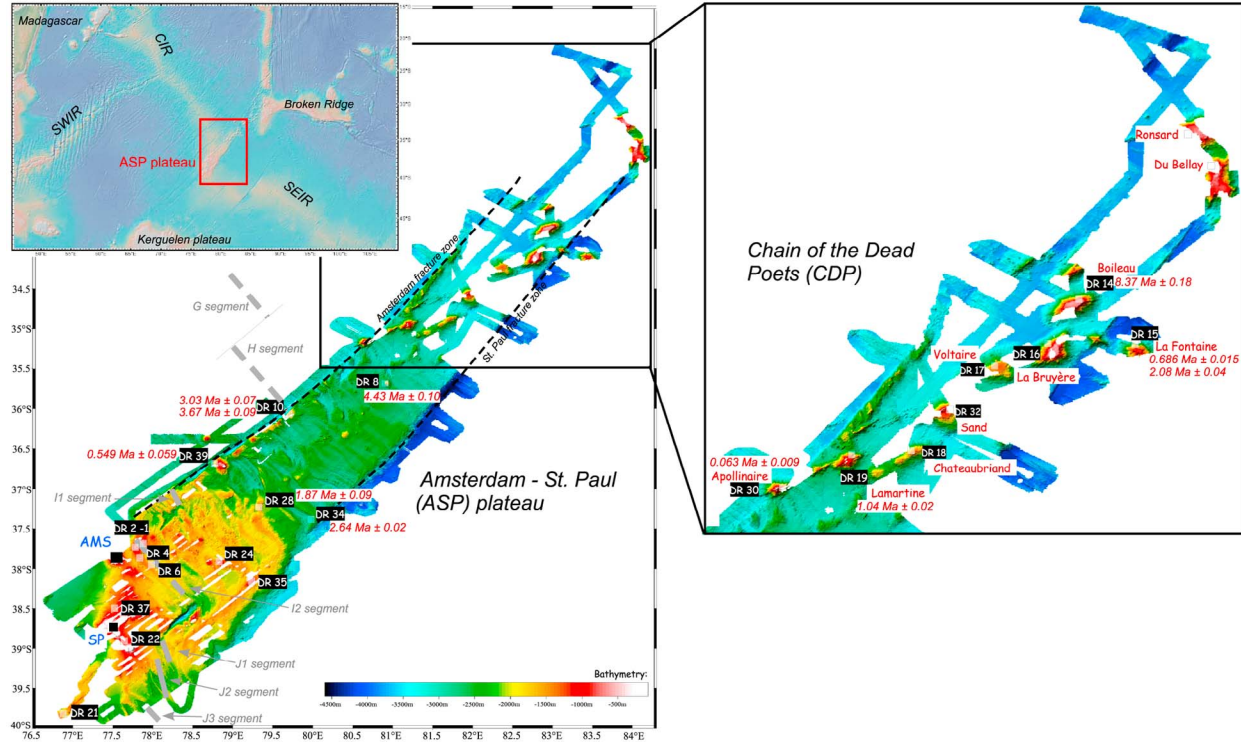 Madagascar
CIR
SWIR
Broken Ridge
ASP plateau
SEIR
Kerguelen plateau
Amsterdam fracture zone
St. Paul fracture zone
G segment
H segment
34.5°S
35°S
35.5°S
36°S
36.5°S
37°S
37.5°S
38°S
38.5°S
39°S
39.5°S
40°S
76.5°E
77°E
77.5°E
78°E
78.5°E
79°E
79.5°E
80°E
80.5°E
81°E
81.5°E
82°E
82.5°E
83°E
83.5°E
84°E
DR 8
4.43 Ma ± 0.10
3.03 Ma ± 0.07
3.67 Ma ± 0.09
DR 10
0.549 Ma ± 0.059
DR 39
I1 segment
DR 28
1.87 Ma ± 0.09
DR 34
2.64 Ma ± 0.02
Amsterdam - St. Paul
(ASP) plateau
DR 2 -1
AMS
DR 4
DR 6
DR 24
DR 35
I2 segment
DR 37
SP
DR 22
J1 segment
J2 segment
J3 segment
DR 21
Bathymetry:
-4300m
-4000m
-3500m
-3000m
-2500m
-2000m
-1500m
-1000m
-500m
Ronsard
Du Bellay
Chain of the Dead
Poets (CDP)
Boileau
DR 14
8.37 Ma ± 0.18
DR 15
La Fontaine
0.686 Ma ± 0.015
2.08 Ma ± 0.04
Voltaire
DR 16
DR 17
La Bruyère
DR 32
Sand
DR 18
Chateaubriand
0.063 Ma ± 0.009
Apollinaire
DR 30
DR 19
Lamartine
1.04 Ma ± 0.02